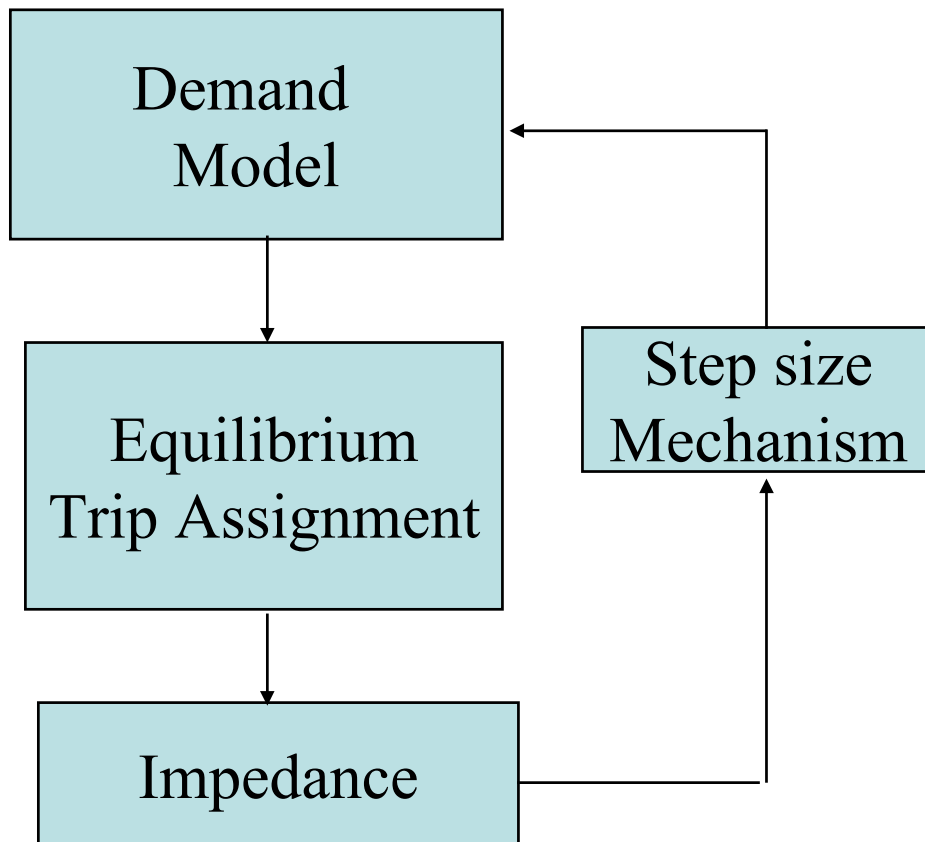 Demand
Model
Equilibrium
Trip Assignment
Step size
Mechanism
Impedance